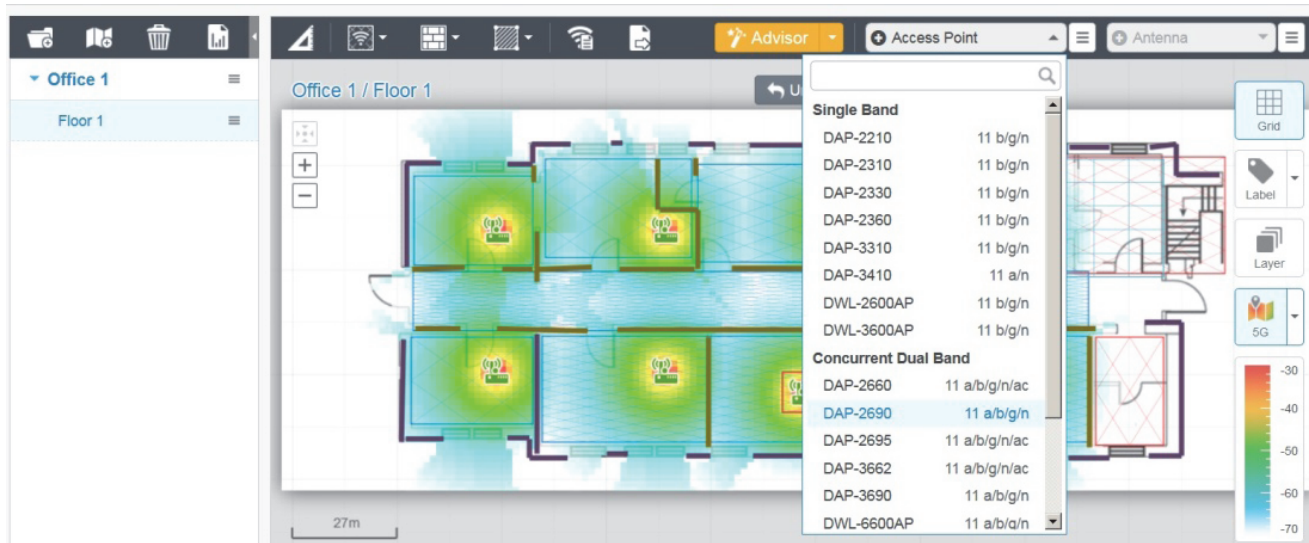 Advisor
Access Point
Antenna
Office 1
Floor 1
Office 1 / Floor 1
Single Band
DAP-2210 11 b/g/n
DAP-2310 11 b/g/n
DAP-2330 11 b/g/n
DAP-2360 11 b/g/n
DAP-3310 11 b/g/n
DAP-3410 11 a/n
DWL-2600AP 11 b/g/n
DWL-3600AP 11 b/g/n
Concurrent Dual Band
DAP-2660 11 a/b/g/n/ac
DAP-2690 11 a/b/g/n
DAP-2695 11 a/b/g/n/ac
DAP-3662 11 a/b/g/n/ac
DAP-3690 11 a/b/g/n
DWL-6600AP 11 a/b/g/n
Grid
Label
Layer
5G
-30
-40
-50
-60
-70
27m